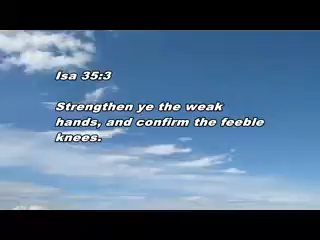 Isa 35:3
Strengthen ye the weak
hands, and confirm the feeble
knees.